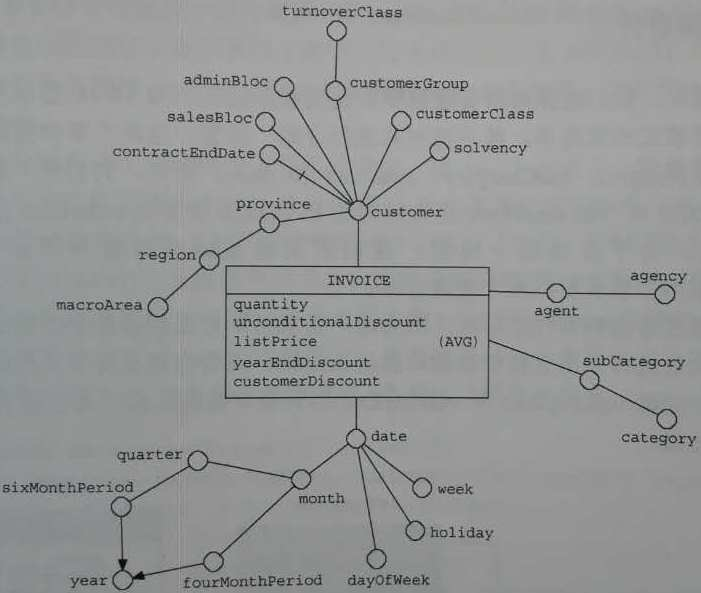 turnoverClass
adminBloc
customerGroup
salesBloc
customerClass
contractEndDate
solvency
province
customer
region
macroArea
INVOICE
quantity
unconditionalDiscount
listPrice (AVG)
yearEndDiscount
customerDiscount
agency
agent
subCategory
category
date
quarter
sixMonthPeriod
month
week
holiday
year
fourMonthPeriod
dayOfWeek